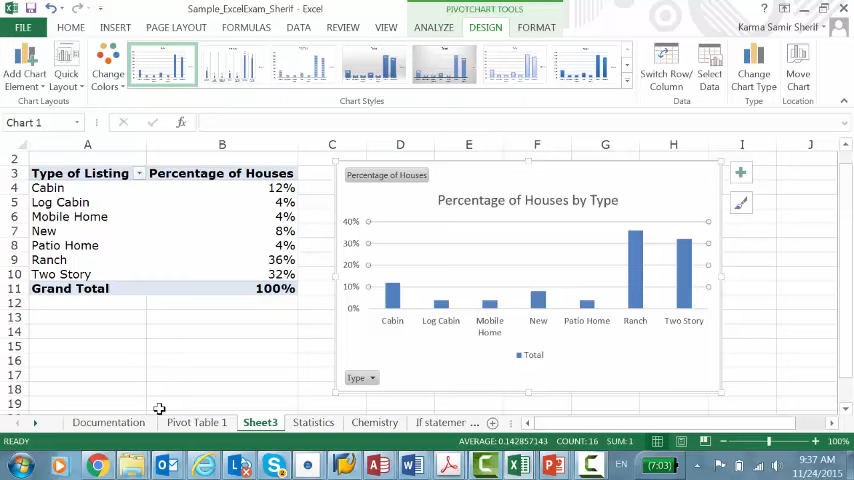 Sample_ExcelExam_Sherif - Excel
PIVOTCHART TOOLS
FILE HOME INSERT PAGE LAYOUT FORMULAS DATA REVIEW VIEW ANALYZE DESIGN FORMAT Karma Samir Sherif
Add Chart Element Quick Layout Change Colors Switch Row/ Column Select Data Change Chart Type Move Chart
Chart Layouts Chart Styles Data Type Location
Chart 1 fx
A B C D E F G H I J
2
3 Type of Listing Percentage of Houses
4 Cabin 12%
5 Log Cabin 4%
6 Mobile Home 4%
7 New 8%
8 Patio Home 4%
9 Ranch 36%
10 Two Story 32%
11 Grand Total 100%
12
13
14
15
16
17
18
19
Percentage of Houses
Percentage of Houses by Type
40%
30%
20%
10%
0%
Cabin Log Cabin Mobile Home New Patio Home Ranch Two Story
Total
Type
Documentation Pivot Table 1 Sheet3 Statistics Chemistry If statemer ...
READY AVERAGE: 0.142857143 COUNT: 16 SUM: 1 100%
EN (7:03) 9:37 AM
11/24/2015